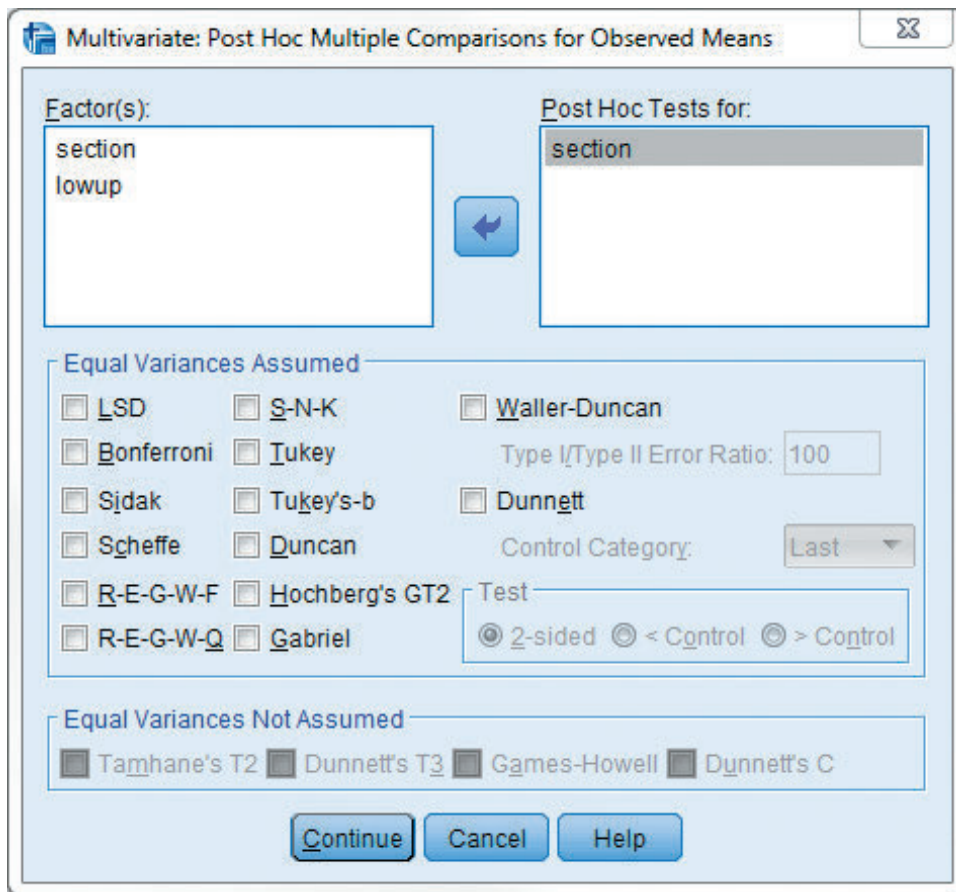 Multivariate: Post Hoc Multiple Comparisons for Observed Means
Factor(s):
section
lowup
Post Hoc Tests for:
section
Equal Variances Assumed
LSD
S-N-K
Waller-Duncan
Bonferroni
Tukey
Type I/Type II Error Ratio: 100
Sidak
Tukey's-b
Dunnett
Scheffe
Duncan
Control Category: Last
R-E-G-W-F
Hochberg's GT2
Test
R-E-G-W-Q
Gabriel
2-sided < Control > Control
Equal Variances Not Assumed
Tamhane's T2 Dunnett's T3 Games-Howell Dunnett's C
Continue Cancel Help